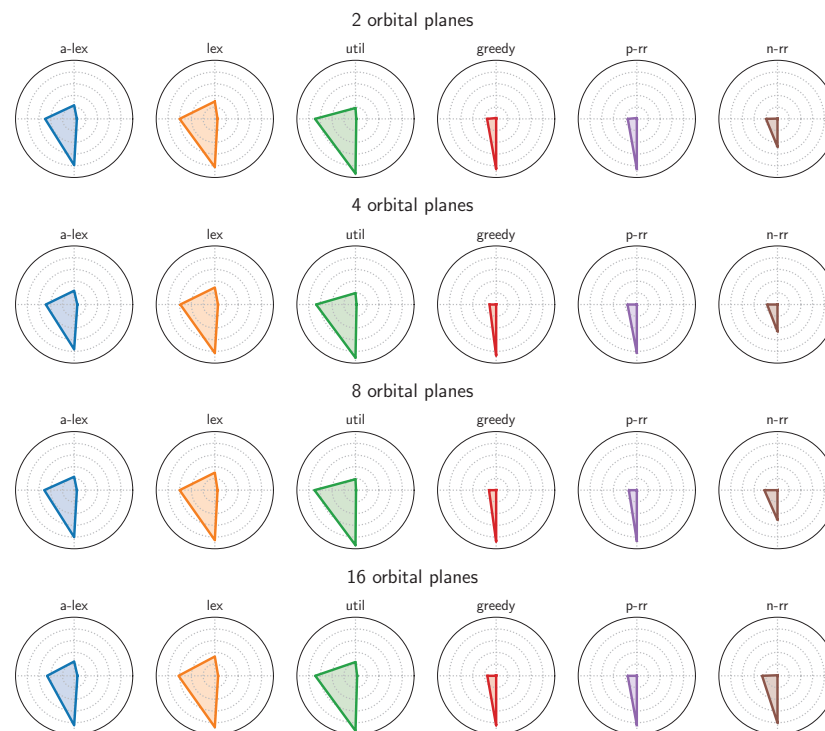 2 orbital planes
a-lex lex util greedy p-rr n-rr
4 orbital planes
a-lex lex util greedy p-rr n-rr
8 orbital planes
a-lex lex util greedy p-rr n-rr
16 orbital planes
a-lex lex util greedy p-rr n-rr